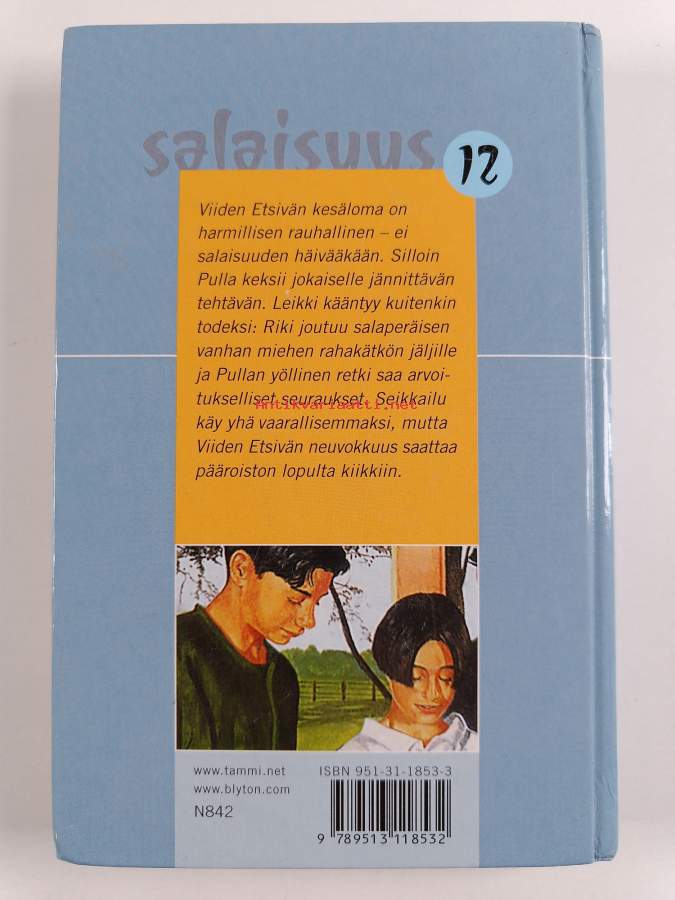 salaisuus
12
Viiden Etsivän kesäloma on
harmillisen rauhallinen – ei
salaisuuden häivääkään. Silloin
Pulla keksii jokaiselle jännittävän
tehtävän. Leikki kääntyy kuitenkin
todeksi: Riki joutuu salaperäisen
vanhan miehen rahakätkön jäljille
ja Pullan yöllinen retki saa arvoi-
tukselliset seuraukset. Seikkailu
Antikvariaatti.net
käy yhä vaarallisemmaksi, mutta
Viiden Etsivän neuvokkuus saattaa
pääroiston lopulta kiikkiin.
www.tammi.net
www.blyton.com
N842
ISBN 951-31-1853-3
9 789513 118532